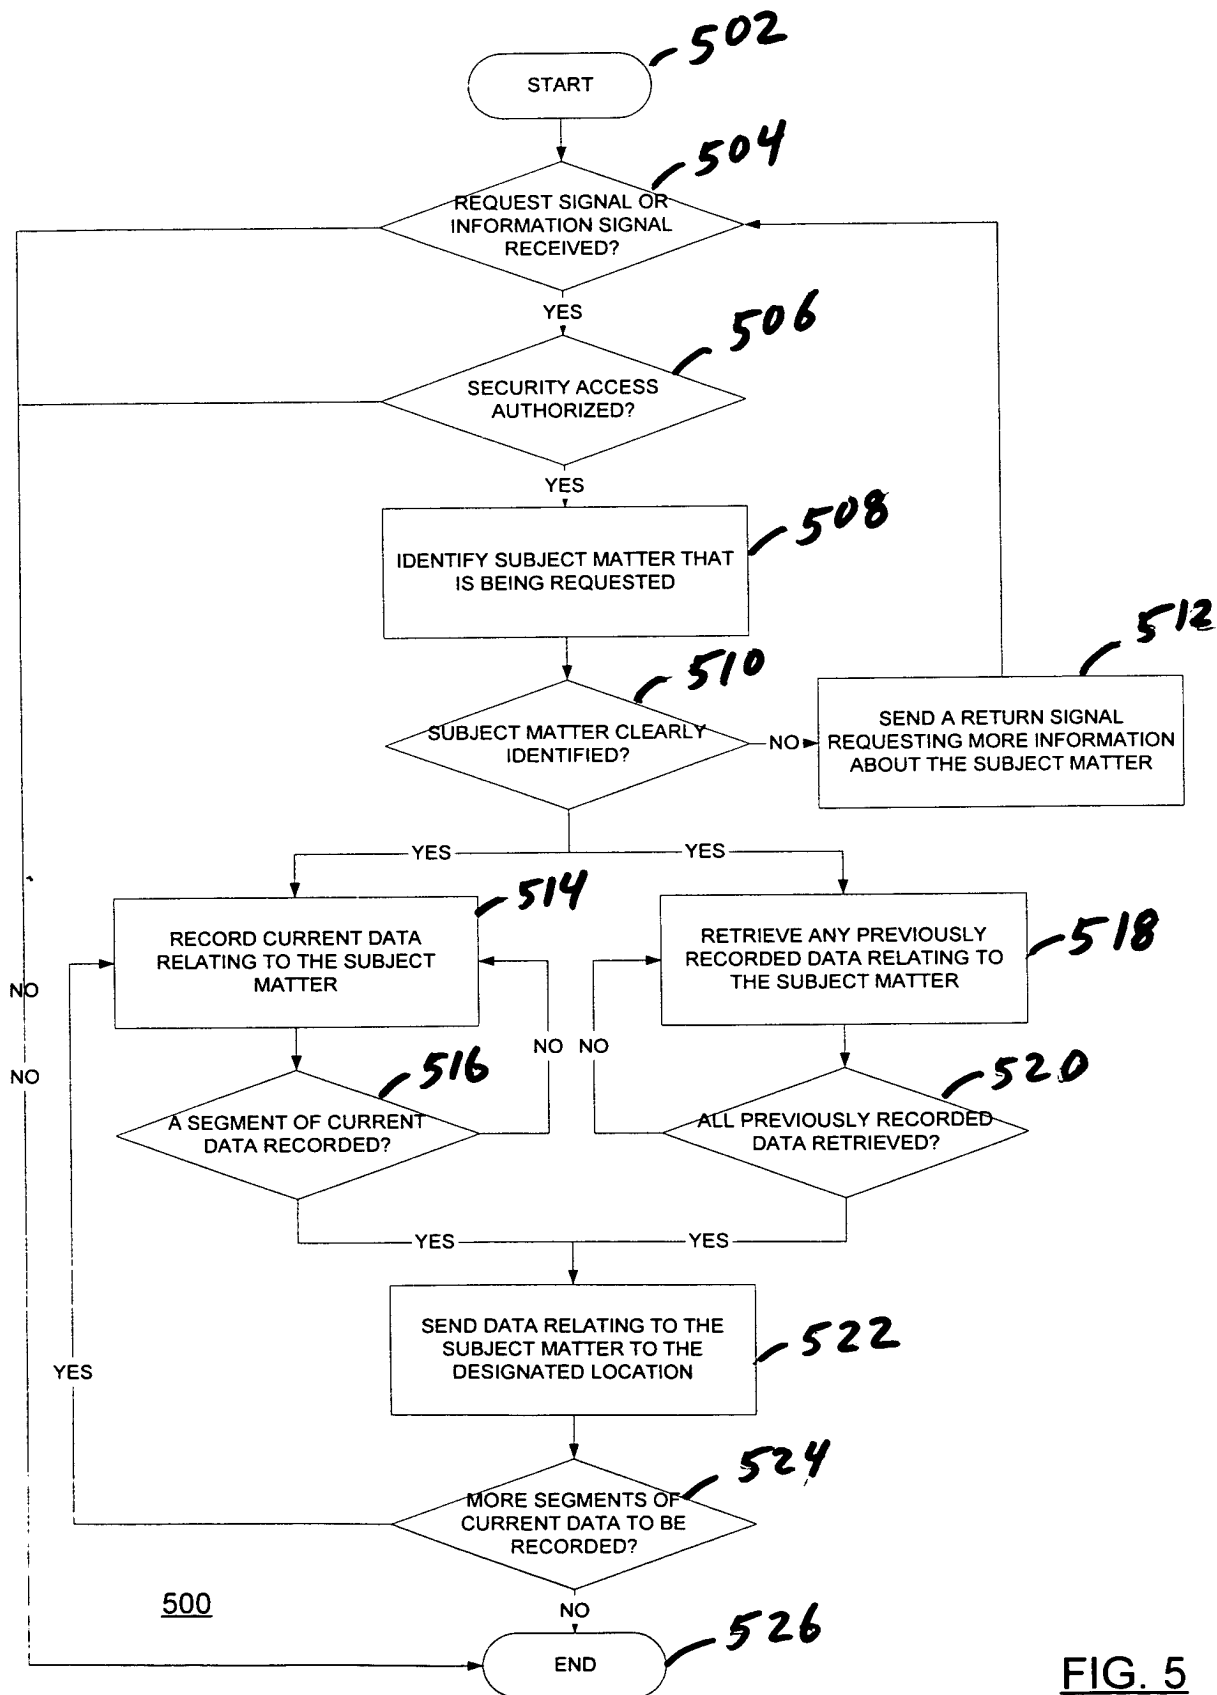 502
START
504
REQUEST SIGNAL OR
INFORMATION SIGNAL
RECEIVED?
YES
506
SECURITY ACCESS
AUTHORIZED?
YES
508
IDENTIFY SUBJECT MATTER THAT
IS BEING REQUESTED
510
SUBJECT MATTER CLEARLY
IDENTIFIED?
NO
512
SEND A RETURN SIGNAL
REQUESTING MORE INFORMATION
ABOUT THE SUBJECT MATTER
YES
YES
514
RECORD CURRENT DATA
RELATING TO THE SUBJECT
MATTER
518
RETRIEVE ANY PREVIOUSLY
RECORDED DATA RELATING TO
THE SUBJECT MATTER
NO
NO
NO
NO
516
A SEGMENT OF CURRENT
DATA RECORDED?
520
ALL PREVIOUSLY RECORDED
DATA RETRIEVED?
YES
YES
522
SEND DATA RELATING TO THE
SUBJECT MATTER TO THE
DESIGNATED LOCATION
YES
524
MORE SEGMENTS OF
CURRENT DATA TO BE
RECORDED?
500
NO
526
END
FIG. 5